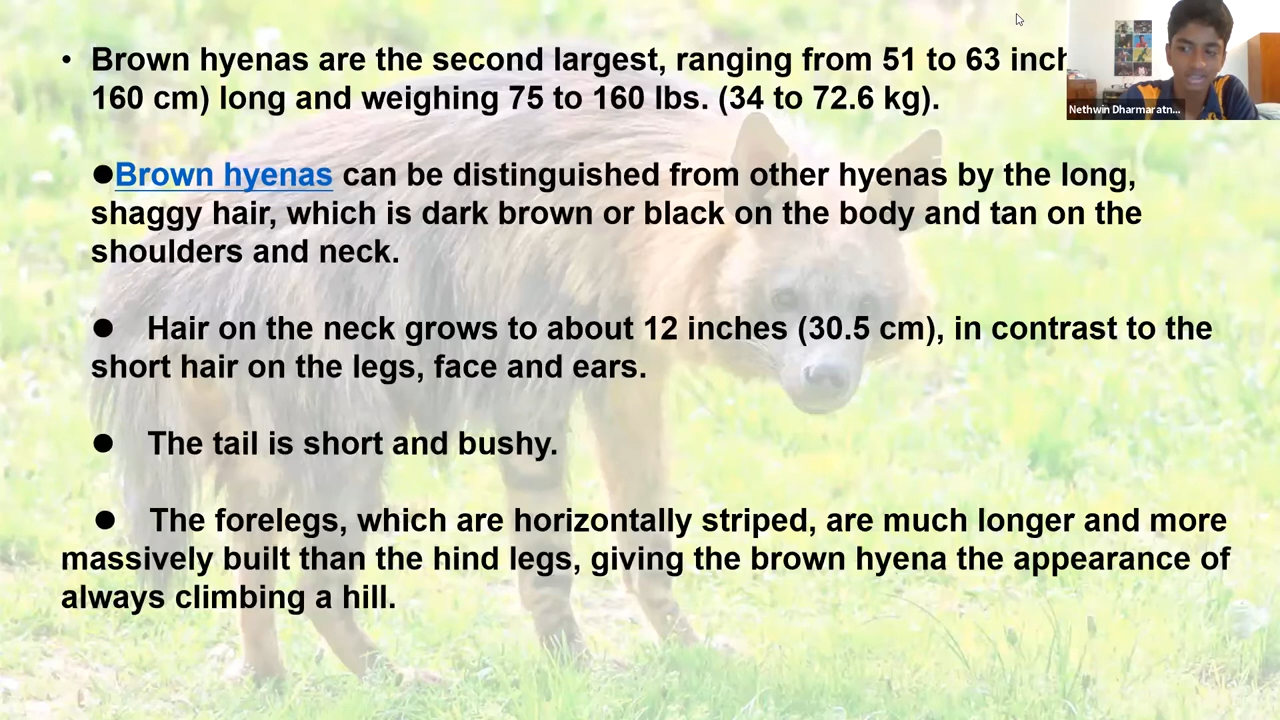 • Brown hyenas are the second largest, ranging from 51 to 63 inch
160 cm) long and weighing 75 to 160 lbs. (34 to 72.6 kg).
●Brown hyenas can be distinguished from other hyenas by the long,
shaggy hair, which is dark brown or black on the body and tan on the
shoulders and neck.
● Hair on the neck grows to about 12 inches (30.5 cm), in contrast to the
short hair on the legs, face and ears.
● The tail is short and bushy.
● The forelegs, which are horizontally striped, are much longer and more
massively built than the hind legs, giving the brown hyena the appearance of
always climbing a hill.
Nethwin Dharmaratn...